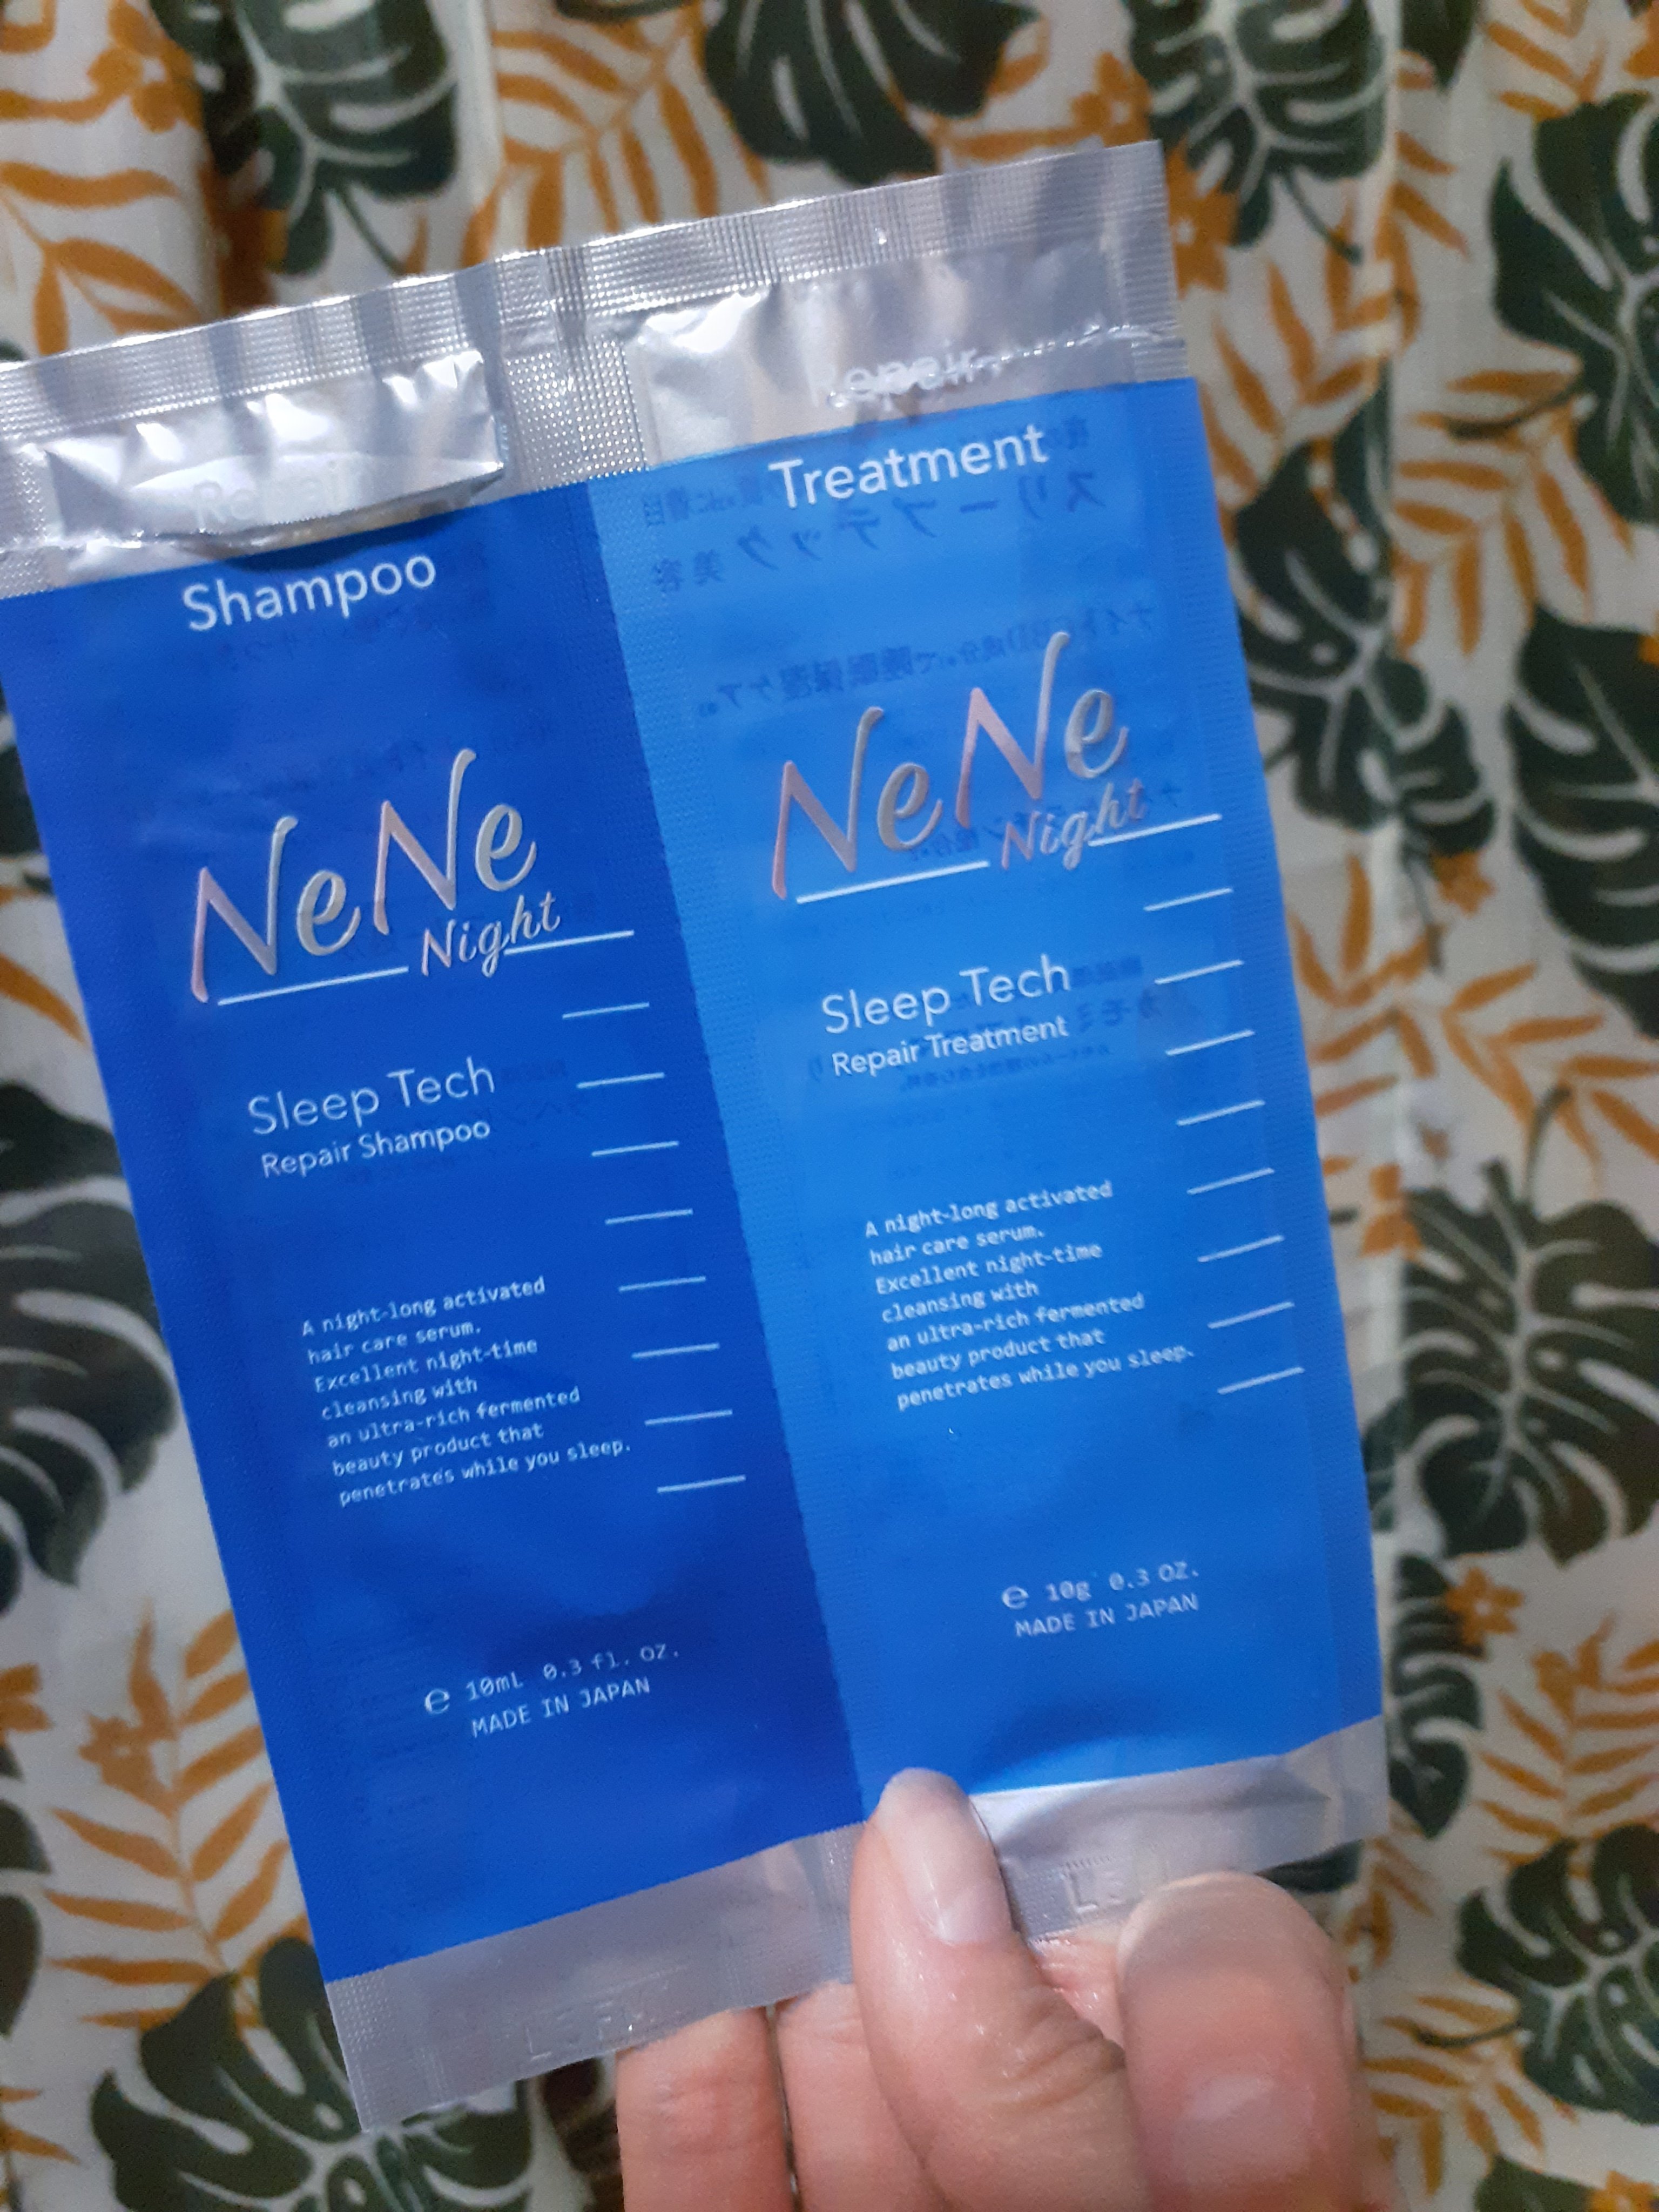 Repair
Shampoo
NeNe
Night
Sleep Tech
Repair Shampoo
A night-long activated
hair care serum.
Excellent night-time
cleansing with
an ultra-rich fermented
beauty product that
penetrates while you sleep.
e 10mL 0.3 fl. OZ.
MADE IN JAPAN
Repair
Treatment
NeNe
Night
Sleep Tech
Repair Treatment
A night-long activated
hair care serum.
Excellent night-time
cleansing with
an ultra-rich fermented
beauty product that
penetrates while you sleep.
e 10g 0.3 OZ.
MADE IN JAPAN